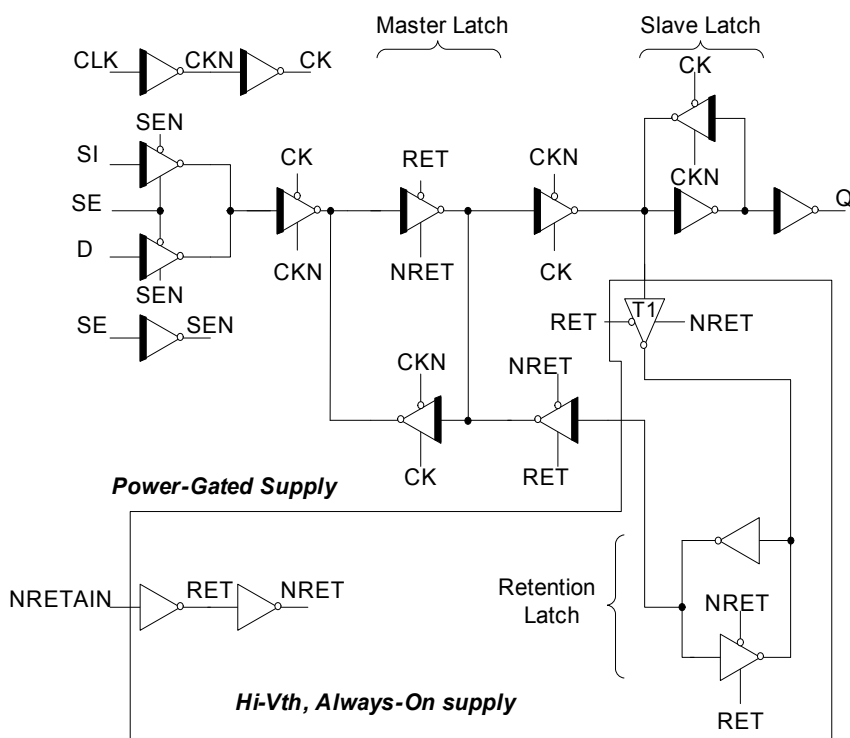 Master Latch
Slave Latch
CLK
CKN
CK
CK
SEN
SI
CK
RET
CKN
CKN
SE
Q
D
CKN
NRET
CK
SEN
SE
SEN
RET
T1
NRET
CKN
NRET
CK
RET
Power-Gated Supply
NRETAIN
RET
NRET
Retention
Latch
NRET
RET
Hi-Vth, Always-On supply